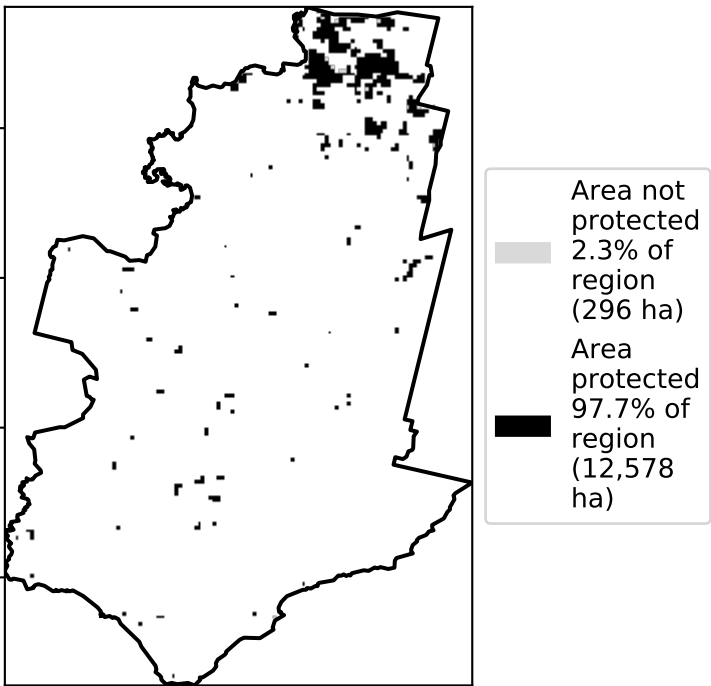 Area not
protected
2.3% of
region
(296 ha)
Area
protected
97.7% of
region
(12,578
ha)